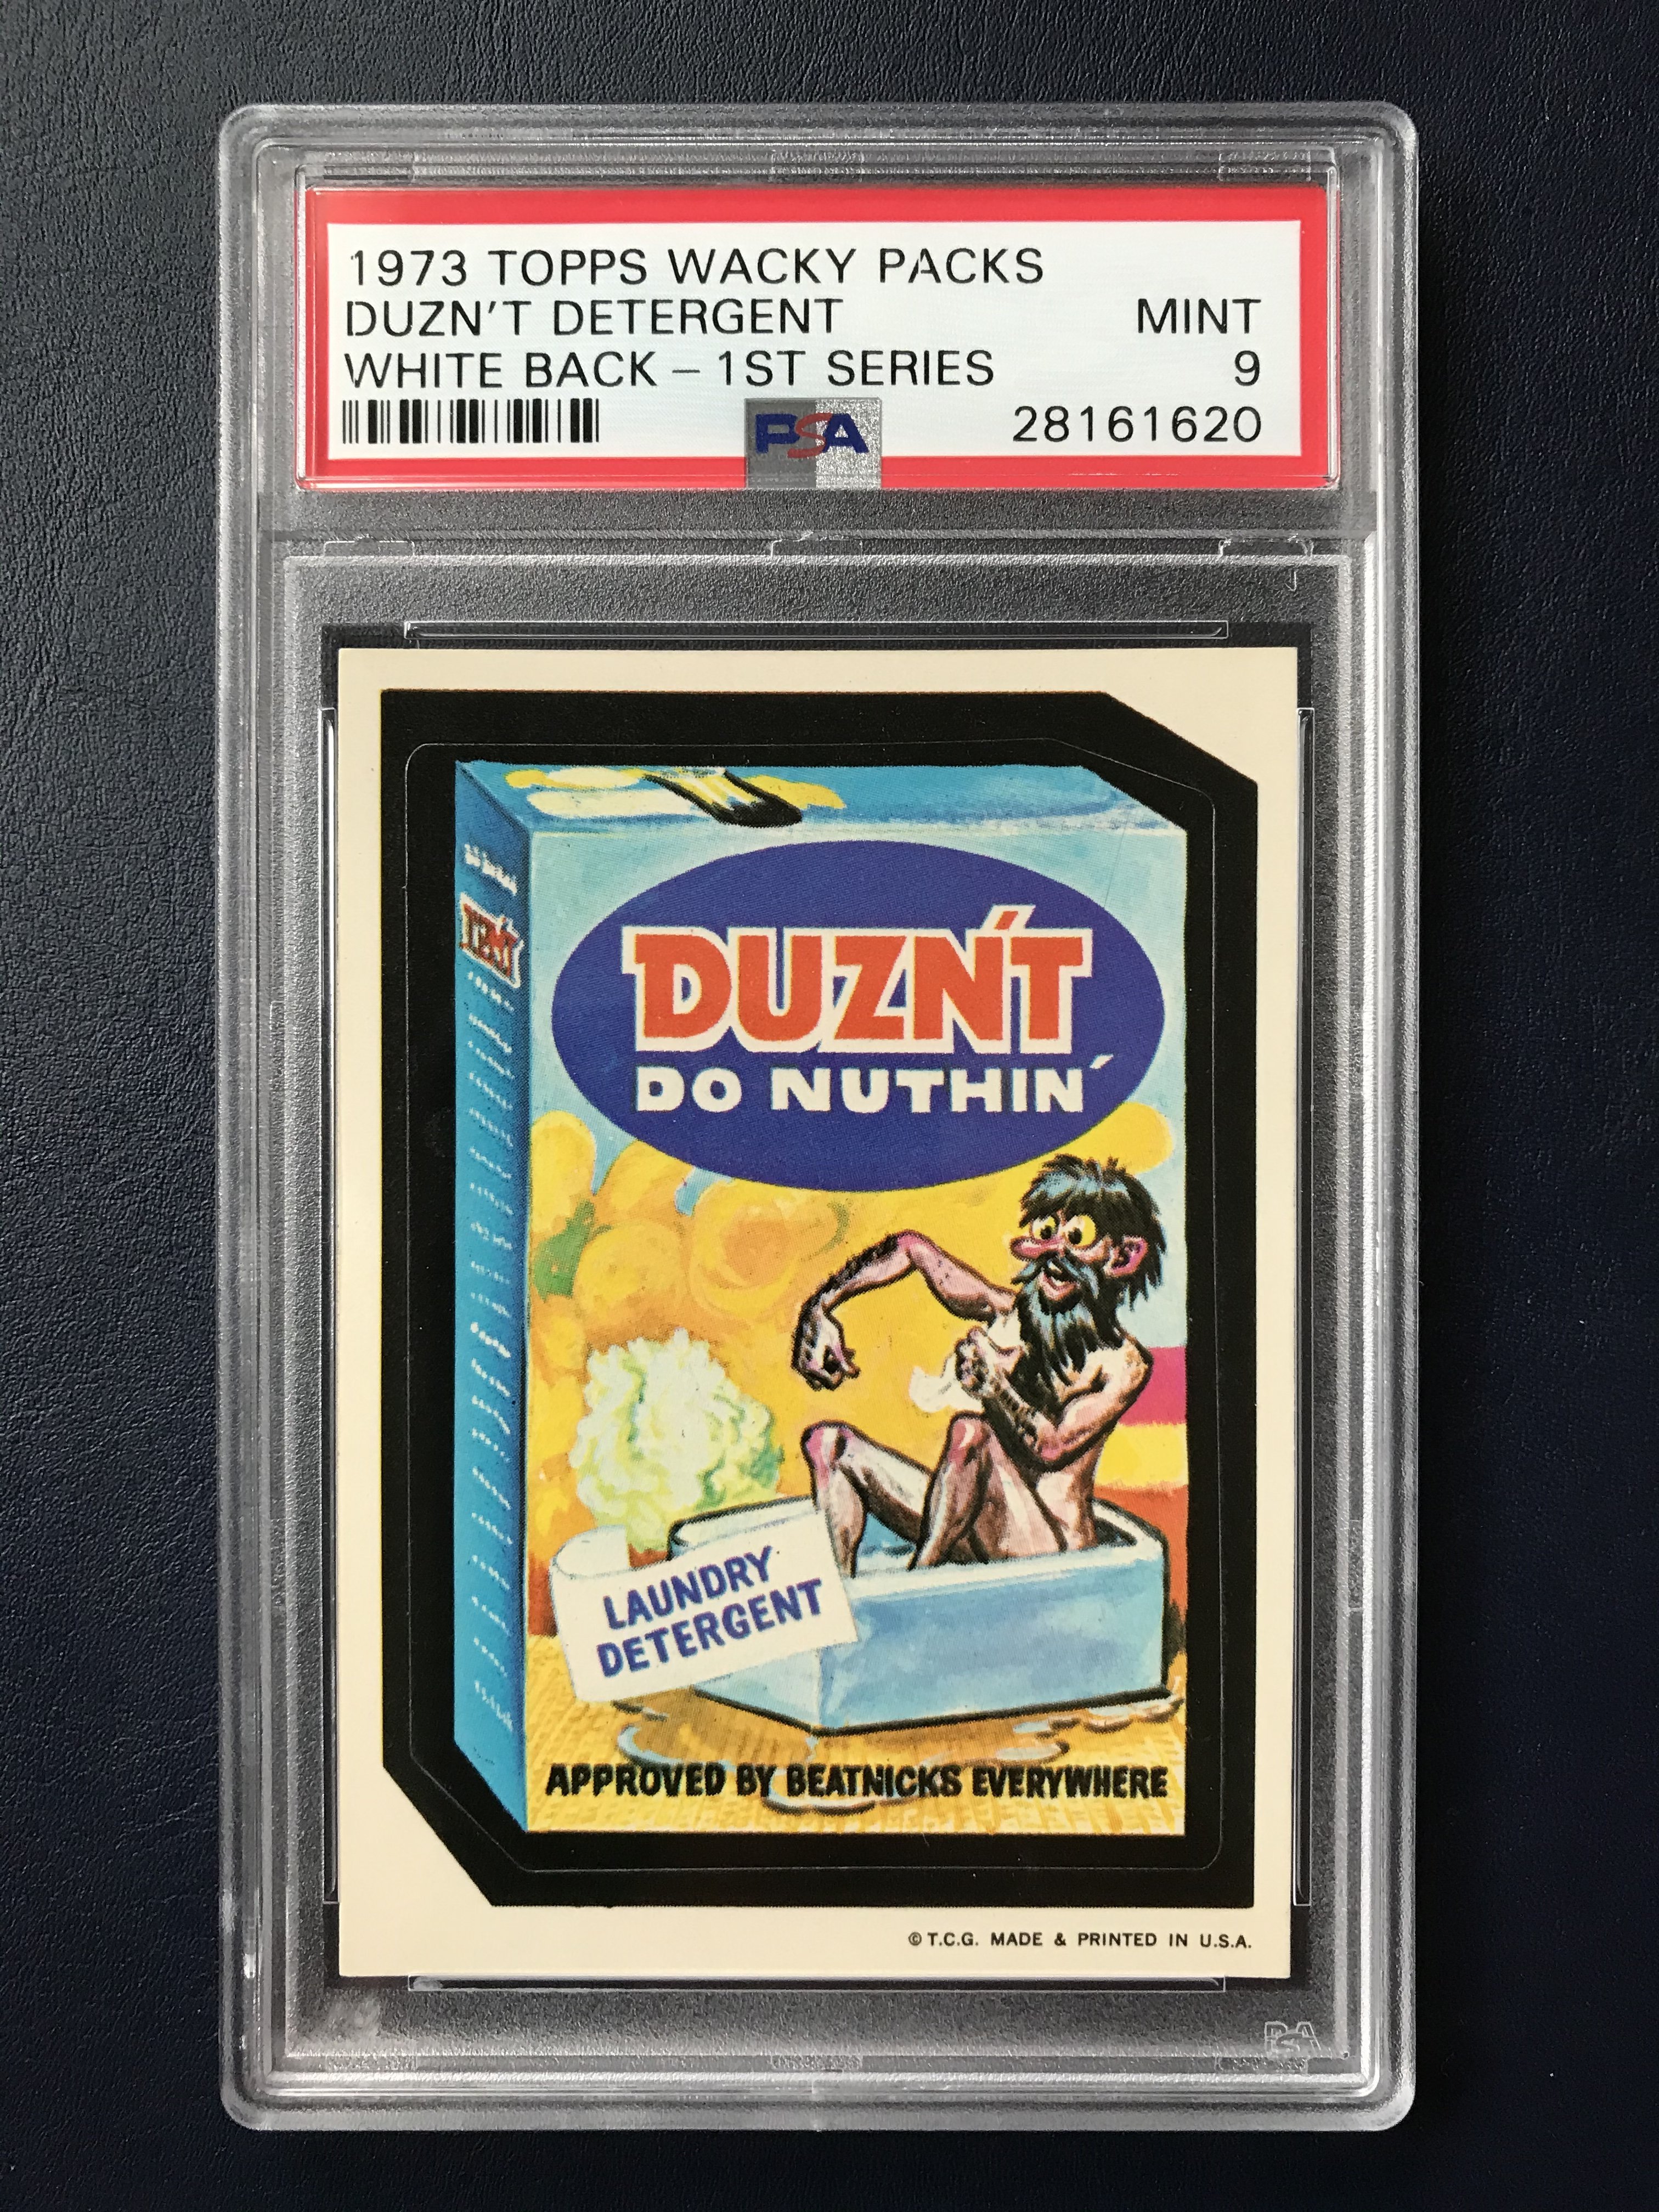 1973 TOPPS WACKY PACKS
DUZN'T DETERGENT MINT
WHITE BACK – 1ST SERIES 9
PSA 28161620
DUZN'T
DO NUTHIN'
LAUNDRY
DETERGENT
APPROVED BY BEATNICKS EVERYWHERE
© T.C.G. MADE & PRINTED IN U.S.A.
PSA